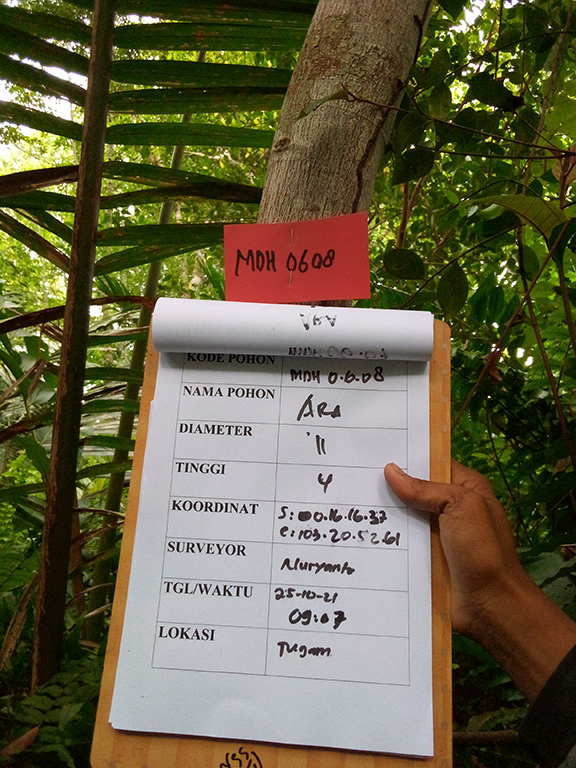 MDH 0608
KODE POHON MDH 0.6.08
NAMA POHON ARA
DIAMETER 11
TINGGI 4
KOORDINAT S: 00.16.16.37
E: 103.20.52.61
SURVEYOR Nuryanto
TGL/WAKTU 25-10-21
09:07
LOKASI Tugam